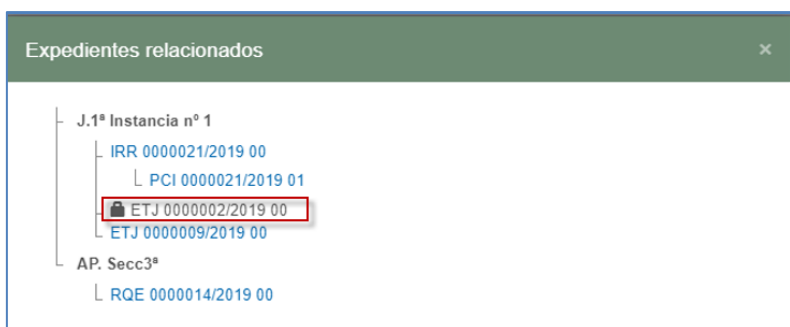 Expedientes relacionados ×
J.1ª Instancia nº 1
IRR 0000021/2019 00
PCI 0000021/2019 01
ETJ 0000002/2019 00
ETJ 0000009/2019 00
AP. Secc3ª
RQE 0000014/2019 00